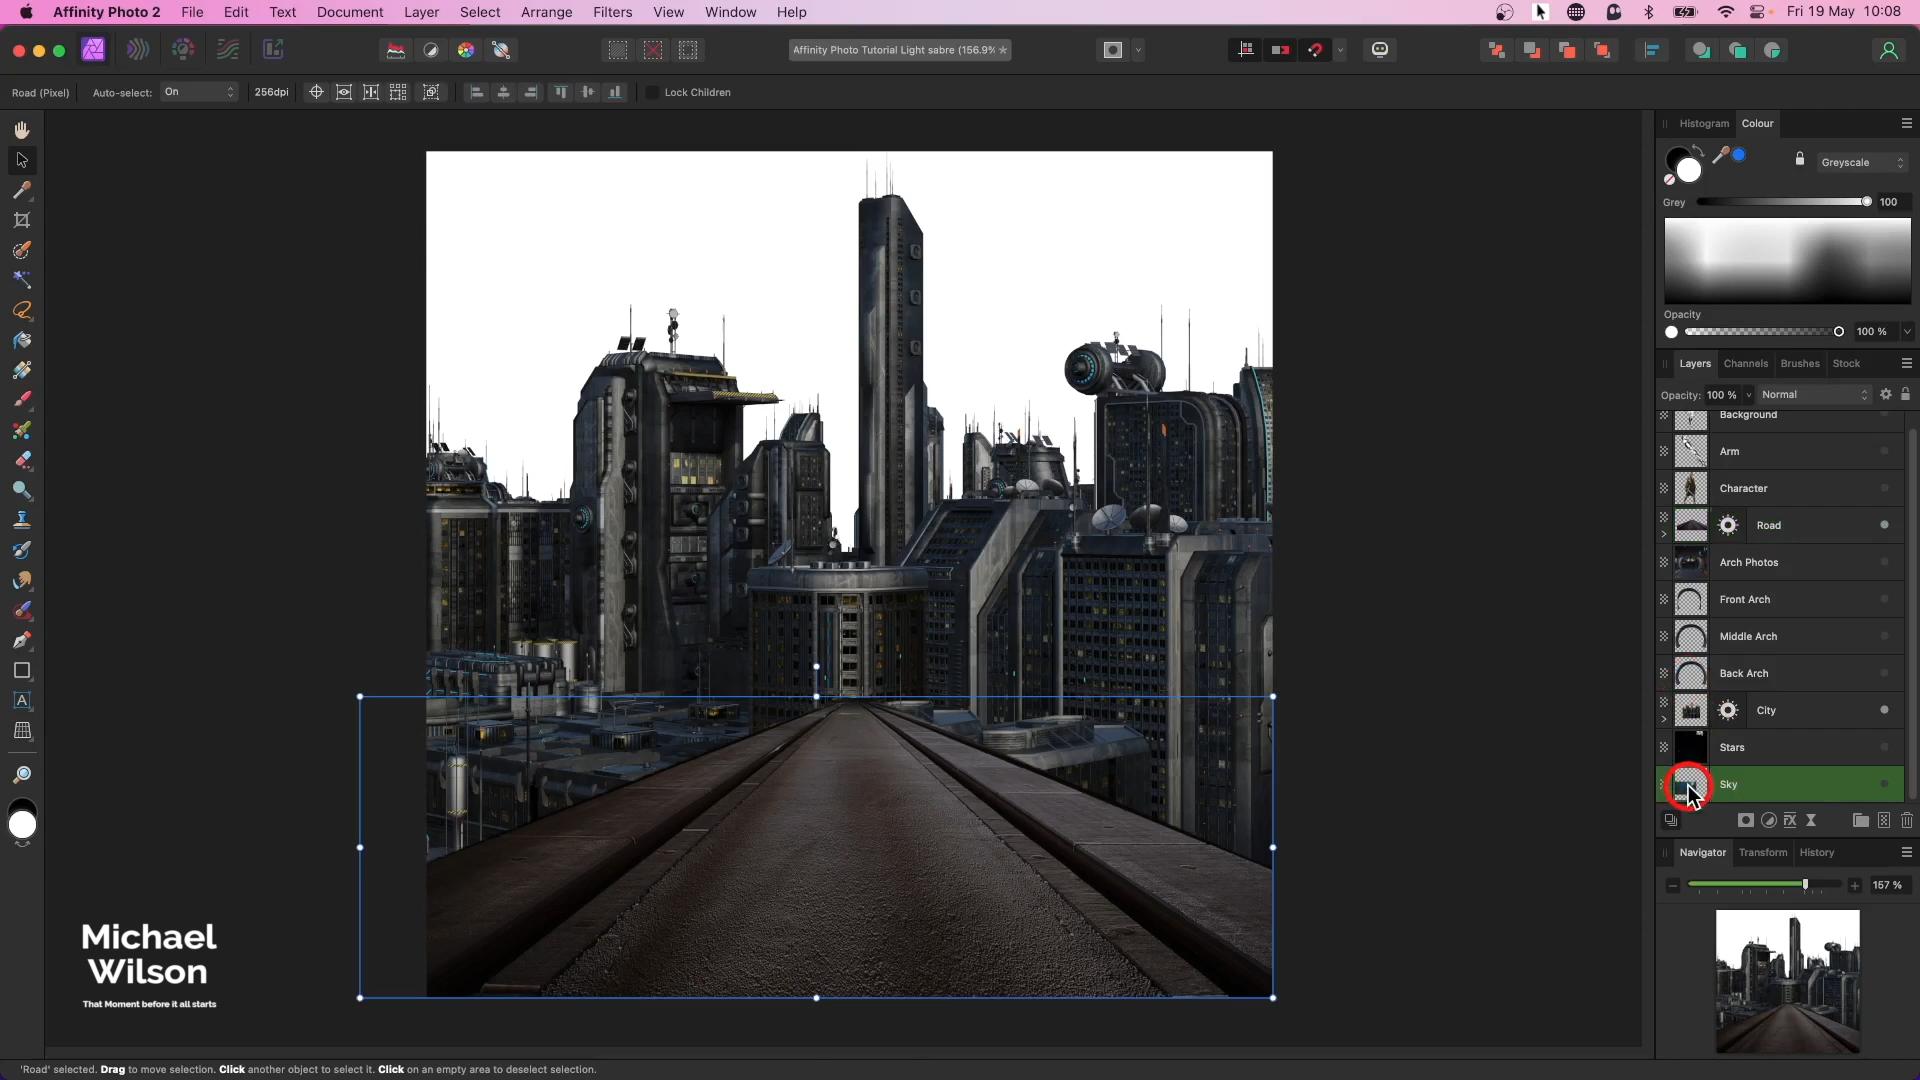 Affinity Photo 2 File Edit Text Document Layer Select Arrange Filters View Window Help Fri 19 May 10:08
Affinity Photo Tutorial Light sabre (156.9%)
Road (Pixel) Auto-select: On 256dpi Lock Children
Histogram Colour
Greyscale
Grey 100
Opacity
100 %
Layers Channels Brushes Stock
Opacity: 100 % Normal
Background
Arm
Character
Road
Arch Photos
Front Arch
Middle Arch
Back Arch
City
Stars
Sky
Navigator Transform History
157 %
Michael
Wilson
That Moment before it all starts
'Road' selected. Drag to move selection. Click another object to select it. Click on an empty area to deselect selection.